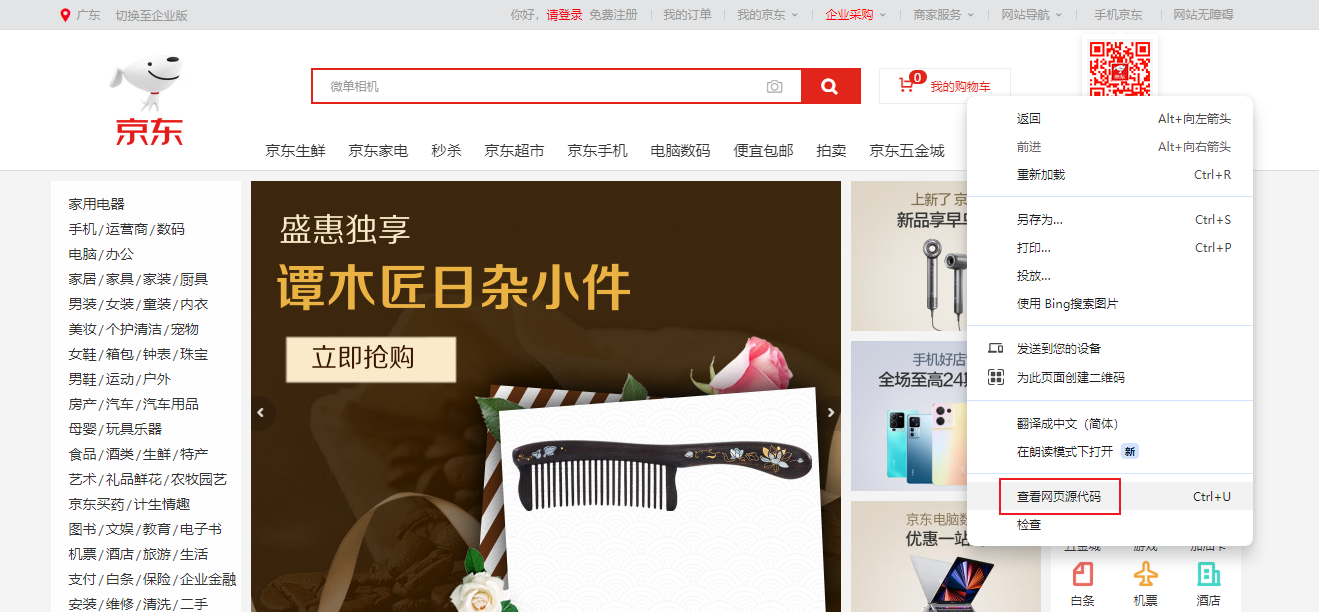 广东 切换至企业版 你好，请登录 免费注册 我的订单 我的京东 企业采购 商家服务 网站导航 手机京东 网站无障碍
京东
微单相机
0 我的购物车
京东生鲜 京东家电 秒杀 京东超市 京东手机 电脑数码 便宜包邮 拍卖 京东五金城
家用电器
手机/运营商/数码
电脑/办公
家居/家具/家装/厨具
男装/女装/童装/内衣
美妆/个护清洁/宠物
女鞋/箱包/钟表/珠宝
男鞋/运动/户外
房产/汽车/汽车用品
母婴/玩具乐器
食品/酒类/生鲜/特产
艺术/礼品鲜花/农牧园艺
京东买药/计生情趣
图书/文娱/教育/电子书
机票/酒店/旅游/生活
支付/白条/保险/企业金融
安装/维修/清洗/二手
盛惠独享
谭木匠日杂小件
立即抢购
上新了 京
新品享早
手机好店
全场至高24期
京东电脑数
优惠一站
返回 Alt+向左箭头
前进 Alt+向右箭头
重新加载 Ctrl+R
另存为... Ctrl+S
打印... Ctrl+P
投放...
使用 Bing搜索图片
发送到您的设备
为此页面创建二维码
翻译成中文（简体）
在朗读模式下打开 新
查看网页源代码 Ctrl+U
检查
五金城 游戏 加油卡
白条 机票 酒店